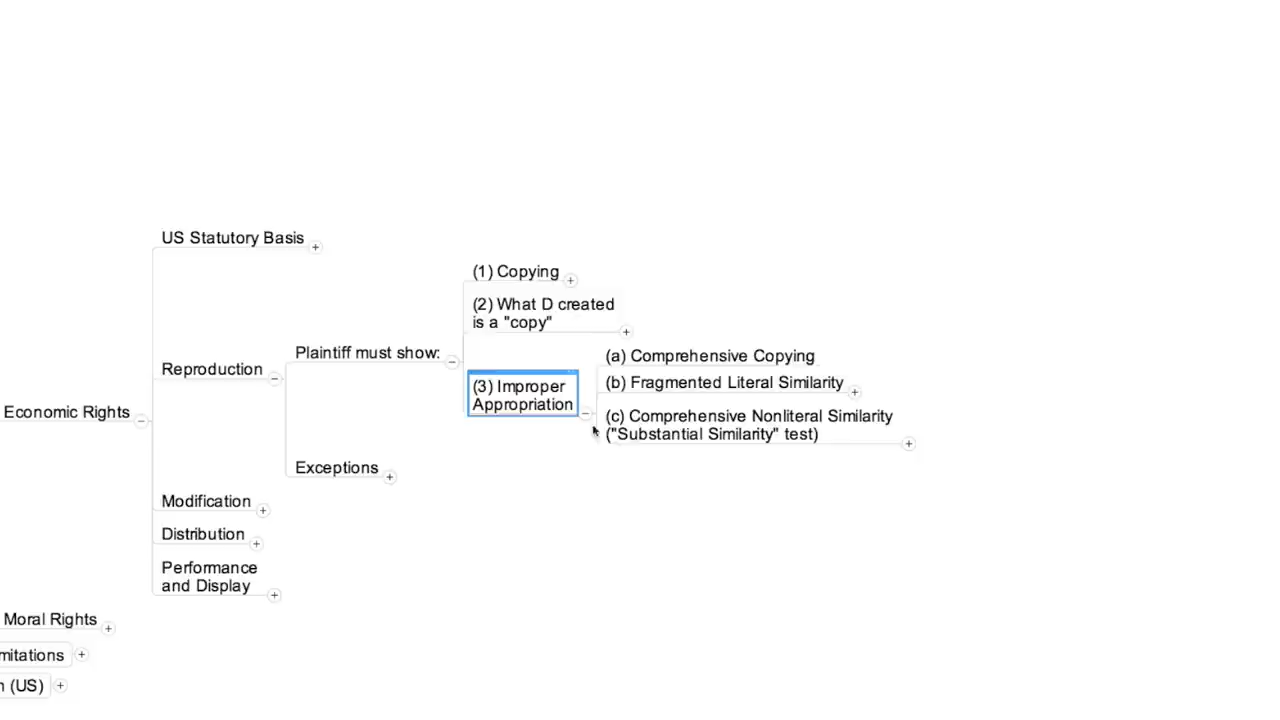 US Statutory Basis
(1) Copying
(2) What D created
is a "copy"
Plaintiff must show:
(a) Comprehensive Copying
Reproduction
(b) Fragmented Literal Similarity
(3) Improper
Appropriation
Economic Rights
(c) Comprehensive Nonliteral Similarity
("Substantial Similarity" test)
Exceptions
Modification
Distribution
Performance
and Display
Moral Rights
mitations
(US)